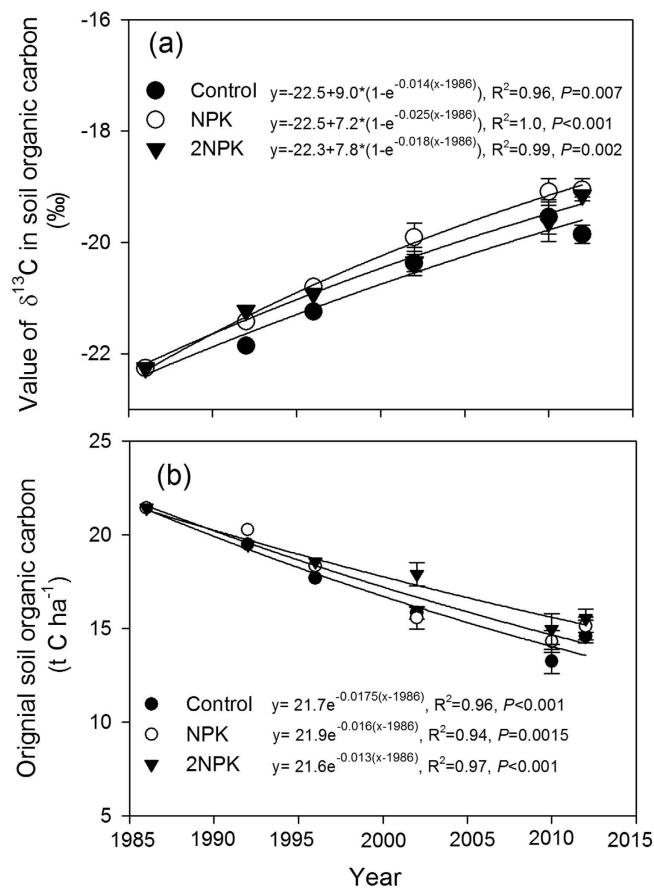 -16
(a)
Control y=-22.5+9.0*(1-e^-0.014(x-1986)), R²=0.96, P=0.007
NPK y=-22.5+7.2*(1-e^-0.025(x-1986)), R²=1.0, P<0.001
-18
2NPK y=-22.3+7.8*(1-e^-0.018(x-1986)), R²=0.99, P=0.002
-20
-22
Value of δ¹³C in soil organic carbon
(‰)
25
(b)
20
15
10
5
Control y= 21.7e^-0.0175(x-1986), R²=0.96, P<0.001
NPK y= 21.9e^-0.016(x-1986), R²=0.94, P=0.0015
2NPK y= 21.6e^-0.013(x-1986), R²=0.97, P<0.001
Orignial soil organic carbon
(t C ha⁻¹)
1985 1990 1995 2000 2005 2010 2015
Year